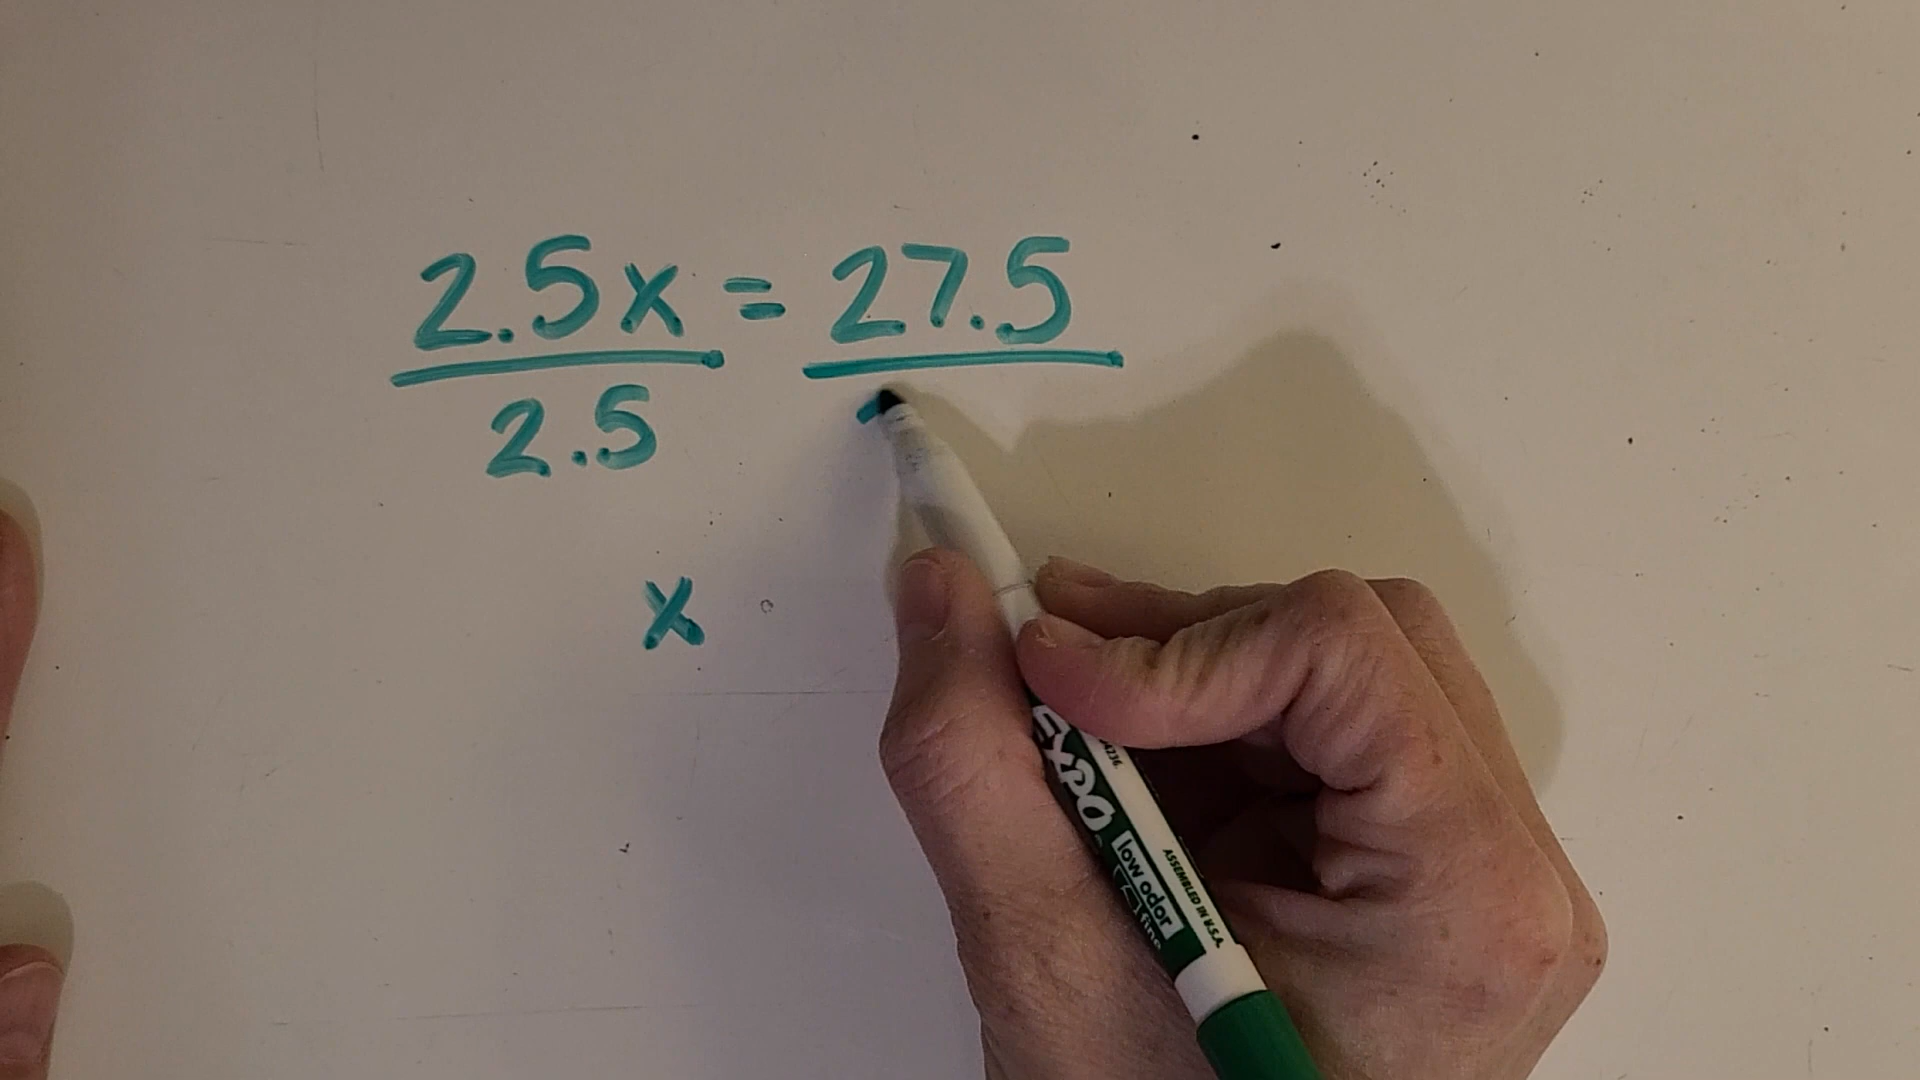 2.5x = 27.5
2.5
x
EXPO
low odor
fine
ASSEMBLED IN U.S.A.